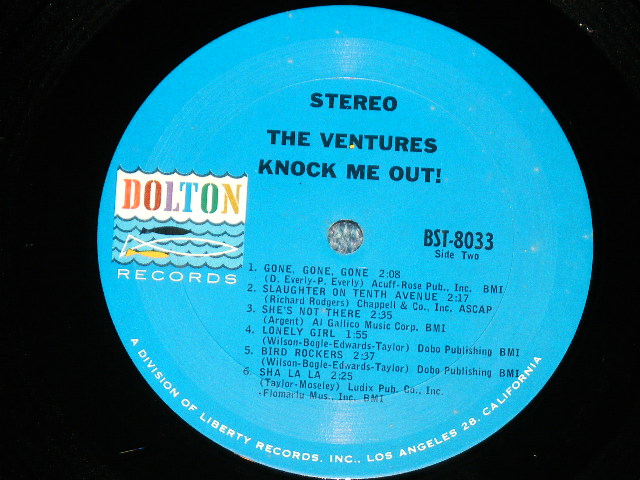 STEREO
THE VENTURES
KNOCK ME OUT!
DOLTON
RECORDS
BST-8033
Side Two
1. GONE, GONE, GONE 2:08
(D. Everly-P. Everly) Acuff-Rose Pub., Inc. BMI
2. SLAUGHTER ON TENTH AVENUE 2:17
(Richard Rodgers) Chappell & Co., Inc. ASCAP
3. SHE'S NOT THERE 2:35
(Argent) Al Gallico Music Corp. BMI
4. LONELY GIRL 1:55
(Wilson-Bogle-Edwards-Taylor) Dobo Publishing BMI
5. BIRD ROCKERS 2:37
(Wilson-Bogle-Edwards-Taylor) Dobo Publishing BMI
6. SHA LA LA 2:25
(Taylor-Moseley) Ludix Pub. Co., Inc.
-Flomarlu Mus., Inc. BMI
A DIVISION OF LIBERTY RECORDS, INC., LOS ANGELES 28, CALIFORNIA